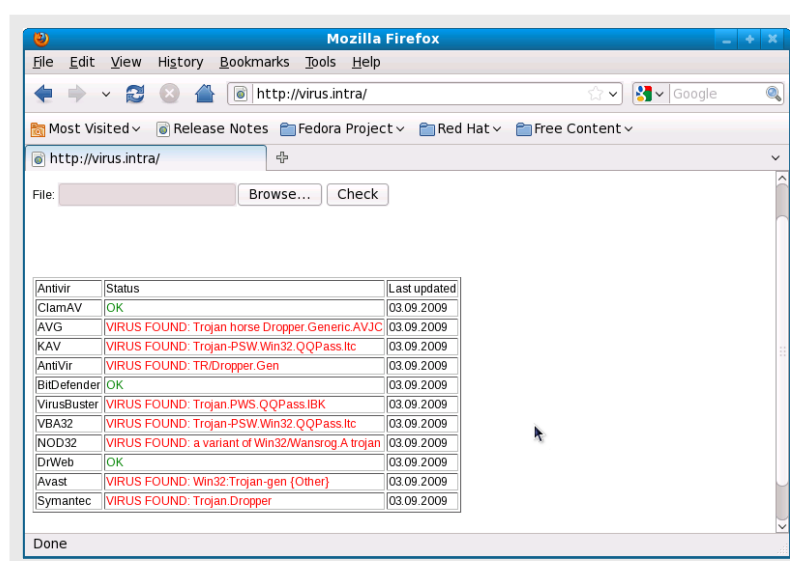 Mozilla Firefox
File Edit View History Bookmarks Tools Help
http://virus.intra/ Google
Most Visited Release Notes Fedora Project Red Hat Free Content
http://virus.intra/
File: Browse... Check
Antivir Status Last updated
ClamAV OK 03.09.2009
AVG VIRUS FOUND: Trojan horse Dropper.Generic.AVJC 03.09.2009
KAV VIRUS FOUND: Trojan-PSW.Win32.QQPass.ltc 03.09.2009
AntiVir VIRUS FOUND: TR/Dropper.Gen 03.09.2009
BitDefender OK 03.09.2009
VirusBuster VIRUS FOUND: Trojan.PWS.QQPass.IBK 03.09.2009
VBA32 VIRUS FOUND: Trojan-PSW.Win32.QQPass.ltc 03.09.2009
NOD32 VIRUS FOUND: a variant of Win32/Wansrog.A trojan 03.09.2009
DrWeb OK 03.09.2009
Avast VIRUS FOUND: Win32:Trojan-gen {Other} 03.09.2009
Symantec VIRUS FOUND: Trojan.Dropper 03.09.2009
Done